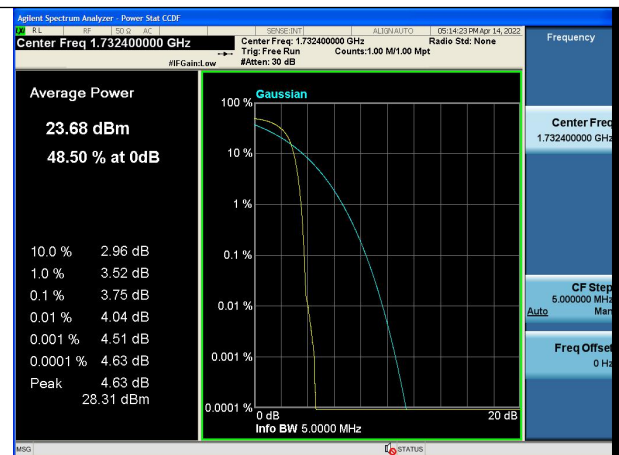 Agilent Spectrum Analyzer - Power Stat CCDF
RL RF 50 Ω AC SENSE:INT ALIGN AUTO 05:14:23 PM Apr 14, 2022
Center Freq 1.732400000 GHz
Center Freq: 1.732400000 GHz Radio Std: None
Trig: Free Run Counts:1.00 M/1.00 Mpt
#IFGain:Low #Atten: 30 dB
Frequency
Average Power
23.68 dBm
48.50 % at 0dB
10.0 % 2.96 dB
1.0 % 3.52 dB
0.1 % 3.75 dB
0.01 % 4.04 dB
0.001 % 4.51 dB
0.0001 % 4.63 dB
Peak 4.63 dB
28.31 dBm
Gaussian
100 %
10 %
1 %
0.1 %
0.01 %
0.001 %
0.0001 %
0 dB 20 dB
Info BW 5.0000 MHz
Center Freq
1.732400000 GHz
CF Step
5.000000 MHz
Auto Man
Freq Offset
0 Hz
MSG STATUS